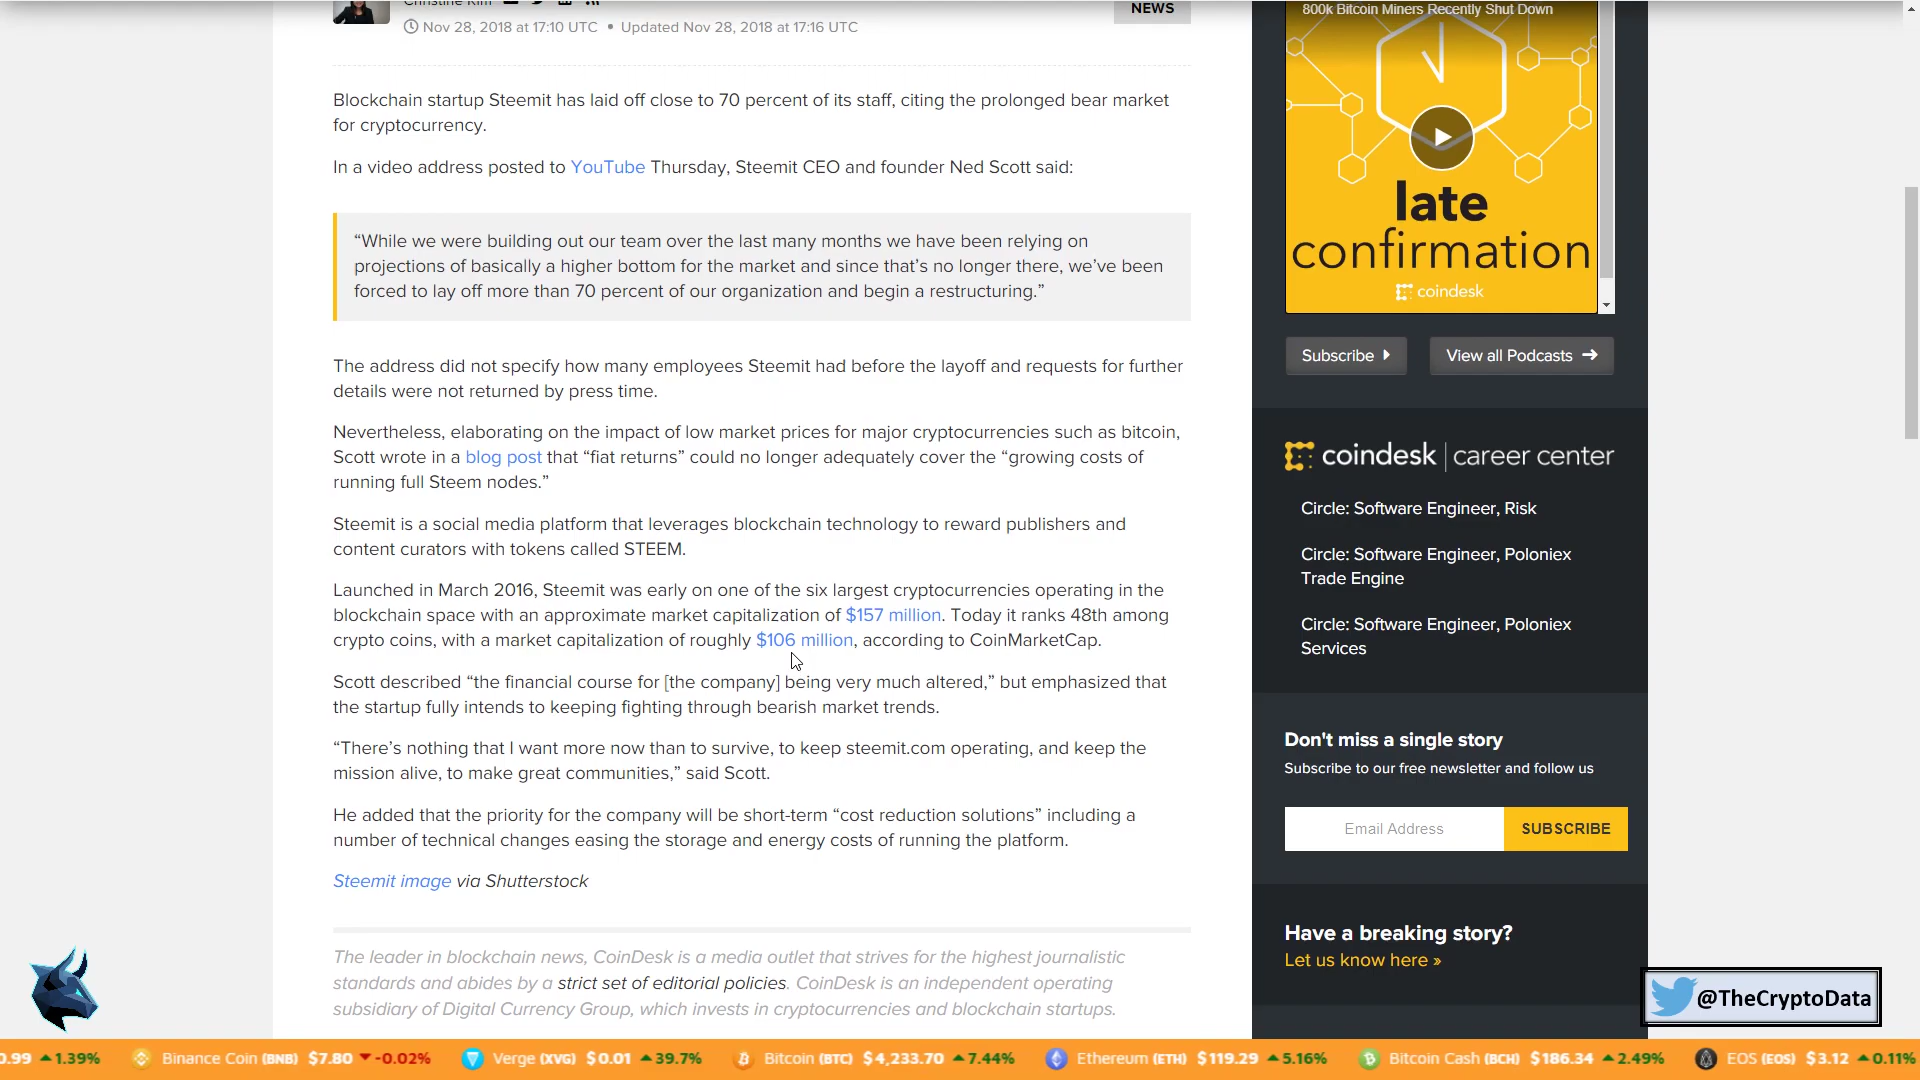 NEWS
Nov 28, 2018 at 17:10 UTC • Updated Nov 28, 2018 at 17:16 UTC
Blockchain startup Steemit has laid off close to 70 percent of its staff, citing the prolonged bear market
for cryptocurrency.
In a video address posted to YouTube Thursday, Steemit CEO and founder Ned Scott said:
“While we were building out our team over the last many months we have been relying on
projections of basically a higher bottom for the market and since that’s no longer there, we’ve been
forced to lay off more than 70 percent of our organization and begin a restructuring.”
The address did not specify how many employees Steemit had before the layoff and requests for further
details were not returned by press time.
Nevertheless, elaborating on the impact of low market prices for major cryptocurrencies such as bitcoin,
Scott wrote in a blog post that “fiat returns” could no longer adequately cover the “growing costs of
running full Steem nodes.”
Steemit is a social media platform that leverages blockchain technology to reward publishers and
content curators with tokens called STEEM.
Launched in March 2016, Steemit was early on one of the six largest cryptocurrencies operating in the
blockchain space with an approximate market capitalization of $157 million. Today it ranks 48th among
crypto coins, with a market capitalization of roughly $106 million, according to CoinMarketCap.
Scott described “the financial course for [the company] being very much altered,” but emphasized that
the startup fully intends to keeping fighting through bearish market trends.
“There’s nothing that I want more now than to survive, to keep steemit.com operating, and keep the
mission alive, to make great communities,” said Scott.
He added that the priority for the company will be short-term “cost reduction solutions” including a
number of technical changes easing the storage and energy costs of running the platform.
Steemit image via Shutterstock
The leader in blockchain news, CoinDesk is a media outlet that strives for the highest journalistic
standards and abides by a strict set of editorial policies. CoinDesk is an independent operating
subsidiary of Digital Currency Group, which invests in cryptocurrencies and blockchain startups.
800k Bitcoin Miners Recently Shut Down
late
confirmation
coindesk
Subscribe
View all Podcasts
coindesk career center
Circle: Software Engineer, Risk
Circle: Software Engineer, Poloniex
Trade Engine
Circle: Software Engineer, Poloniex
Services
Don't miss a single story
Subscribe to our free newsletter and follow us
Email Address
SUBSCRIBE
Have a breaking story?
Let us know here »
@TheCryptoData
0.99 1.39% Binance Coin (BNB) $7.80 -0.02% Verge (XVG) $0.01 39.7% Bitcoin (BTC) $4,233.70 7.44% Ethereum (ETH) $119.29 5.16% Bitcoin Cash (BCH) $186.34 2.49% EOS (EOS) $3.12 0.11%